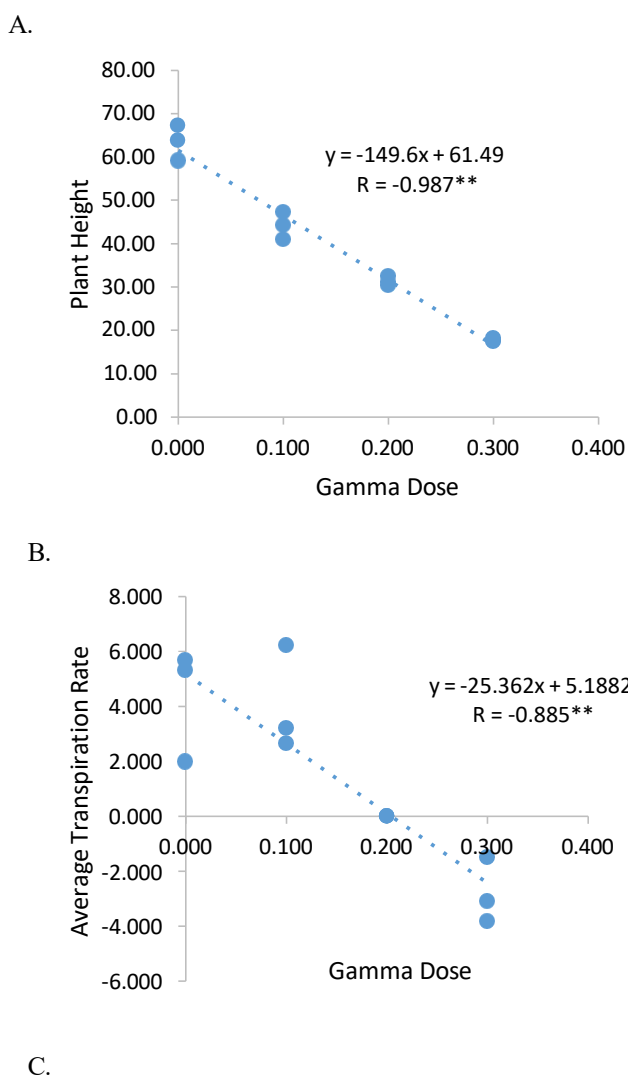 A.
80.00
70.00
60.00
50.00
40.00
30.00
20.00
10.00
0.00
Plant Height
y = -149.6x + 61.49
R = -0.987**
0.000 0.100 0.200 0.300 0.400
Gamma Dose
B.
8.000
6.000
4.000
2.000
0.000
-2.000
-4.000
-6.000
Average Transpiration Rate
y = -25.362x + 5.1882
R = -0.885**
0.000 0.100 0.200 0.300 0.400
Gamma Dose
C.